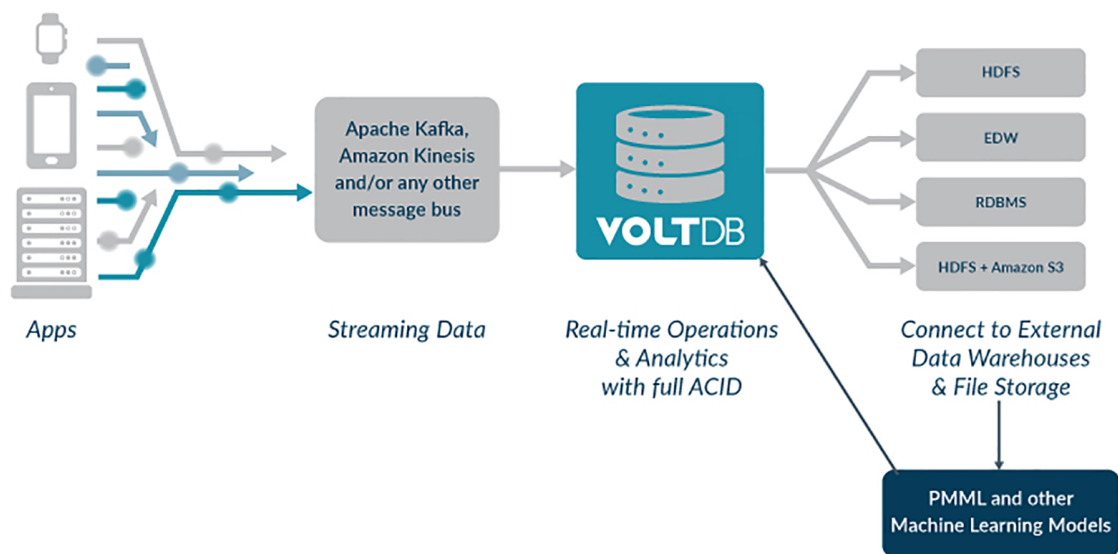 Apps
Apache Kafka,
Amazon Kinesis
and/or any other
message bus
Streaming Data
VOLTDB
Real-time Operations
& Analytics
with full ACID
HDFS
EDW
RDBMS
HDFS + Amazon S3
Connect to External
Data Warehouses
& File Storage
PMML and other
Machine Learning Models